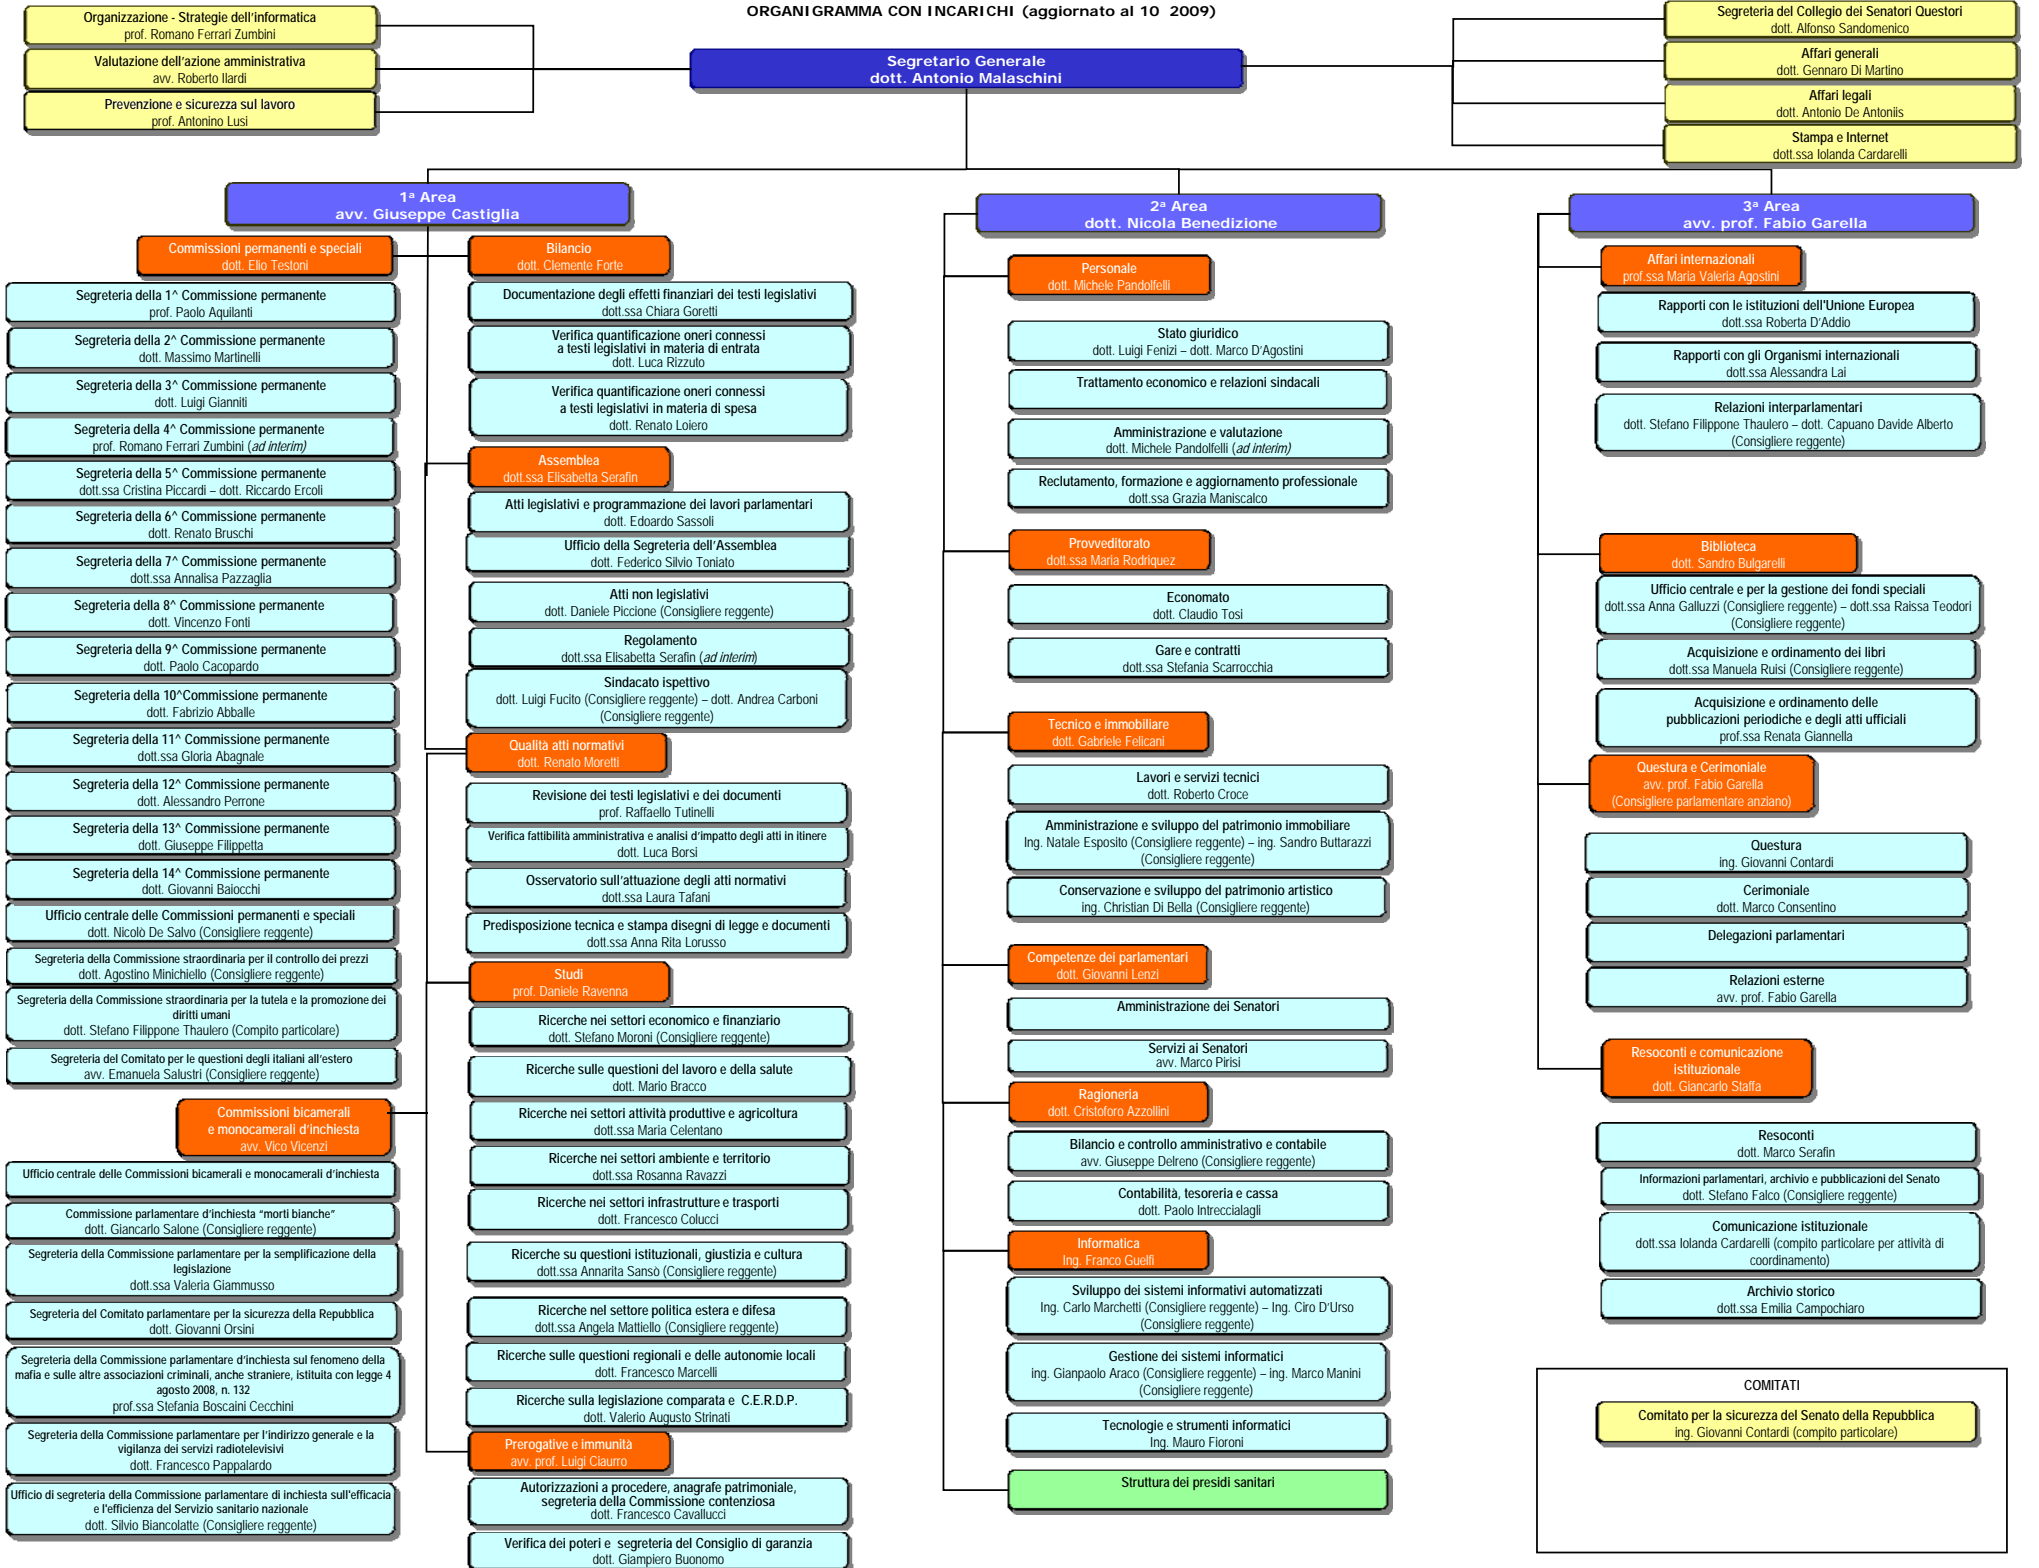 ORGANIGRAMMA CON INCARICHI (aggiornato al 10 2009)
Organizzazione - Strategie dell'informatica
prof. Romano Ferrari Zumbini
Valutazione dell'azione amministrativa
avv. Roberto Ilardi
Prevenzione e sicurezza sul lavoro
prof. Antonino Lusi
Segretario Generale
dott. Antonio Malaschini
Segreteria del Collegio dei Senatori Questori
dott. Alfonso Sandomenico
Affari generali
dott. Gennaro Di Martino
Affari legali
dott. Antonio De Antoniis
Stampa e Internet
dott.ssa Iolanda Cardarelli
1ª Area
avv. Giuseppe Castiglia
Commissioni permanenti e speciali
dott. Elio Testoni
Segreteria della 1^ Commissione permanente
prof. Paolo Aquilanti
Segreteria della 2^ Commissione permanente
dott. Massimo Martinelli
Segreteria della 3^ Commissione permanente
dott. Luigi Gianniti
Segreteria della 4^ Commissione permanente
prof. Romano Ferrari Zumbini (ad interim)
Segreteria della 5^ Commissione permanente
dott.ssa Cristina Piccardi – dott. Riccardo Ercoli
Segreteria della 6^ Commissione permanente
dott. Renato Bruschi
Segreteria della 7^ Commissione permanente
dott.ssa Annalisa Pazzaglia
Segreteria della 8^ Commissione permanente
dott. Vincenzo Fonti
Segreteria della 9^ Commissione permanente
dott. Paolo Cacopardo
Segreteria della 10^Commissione permanente
dott. Fabrizio Abballe
Segreteria della 11^ Commissione permanente
dott.ssa Gloria Abagnale
Segreteria della 12^ Commissione permanente
dott. Alessandro Perrone
Segreteria della 13^ Commissione permanente
dott. Giuseppe Filippetta
Segreteria della 14^ Commissione permanente
dott. Giovanni Baiocchi
Ufficio centrale delle Commissioni permanenti e speciali
dott. Nicolò De Salvo (Consigliere reggente)
Segreteria della Commissione straordinaria per il controllo dei prezzi
dott. Agostino Minichiello (Consigliere reggente)
Segreteria della Commissione straordinaria per la tutela e la promozione dei
diritti umani
dott. Stefano Filippone Thaulero (Compito particolare)
Segreteria del Comitato per le questioni degli italiani all'estero
avv. Emanuela Salustri (Consigliere reggente)
Commissioni bicamerali
e monocamerali d'inchiesta
avv. Vico Vicenzi
Ufficio centrale delle Commissioni bicamerali e monocamerali d'inchiesta
Commissione parlamentare d'inchiesta "morti bianche"
dott. Giancarlo Salone (Consigliere reggente)
Segreteria della Commissione parlamentare per la semplificazione della
legislazione
dott.ssa Valeria Giammusso
Segreteria del Comitato parlamentare per la sicurezza della Repubblica
dott. Giovanni Orsini
Segreteria della Commissione parlamentare d'inchiesta sul fenomeno della
mafia e sulle altre associazioni criminali, anche straniere, istituita con legge 4
agosto 2008, n. 132
prof.ssa Stefania Boscaini Cecchini
Segreteria della Commissione parlamentare per l'indirizzo generale e la
vigilanza dei servizi radiotelevisivi
dott. Francesco Pappalardo
Ufficio di segreteria della Commissione parlamentare di inchiesta sull'efficacia
e l'efficienza del Servizio sanitario nazionale
dott. Silvio Biancolatte (Consigliere reggente)
Bilancio
dott. Clemente Forte
Documentazione degli effetti finanziari dei testi legislativi
dott.ssa Chiara Goretti
Verifica quantificazione oneri connessi
a testi legislativi in materia di entrata
dott. Luca Rizzuto
Verifica quantificazione oneri connessi
a testi legislativi in materia di spesa
dott. Renato Loiero
Assemblea
dott.ssa Elisabetta Serafin
Atti legislativi e programmazione dei lavori parlamentari
dott. Edoardo Sassoli
Ufficio della Segreteria dell'Assemblea
dott. Federico Silvio Toniato
Atti non legislativi
dott. Daniele Piccione (Consigliere reggente)
Regolamento
dott.ssa Elisabetta Serafin (ad interim)
Sindacato ispettivo
dott. Luigi Fucito (Consigliere reggente) – dott. Andrea Carboni
(Consigliere reggente)
Qualità atti normativi
dott. Renato Moretti
Revisione dei testi legislativi e dei documenti
prof. Raffaello Tutinelli
Verifica fattibilità amministrativa e analisi d'impatto degli atti in itinere
dott. Luca Borsi
Osservatorio sull'attuazione degli atti normativi
dott.ssa Laura Tafani
Predisposizione tecnica e stampa disegni di legge e documenti
dott.ssa Anna Rita Lorusso
Studi
prof. Daniele Ravenna
Ricerche nei settori economico e finanziario
dott. Stefano Moroni (Consigliere reggente)
Ricerche sulle questioni del lavoro e della salute
dott. Mario Bracco
Ricerche nei settori attività produttive e agricoltura
dott.ssa Maria Celentano
Ricerche nei settori ambiente e territorio
dott.ssa Rosanna Ravazzi
Ricerche nei settori infrastrutture e trasporti
dott. Francesco Colucci
Ricerche su questioni istituzionali, giustizia e cultura
dott.ssa Annarita Sansò (Consigliere reggente)
Ricerche nel settore politica estera e difesa
dott.ssa Angela Mattiello (Consigliere reggente)
Ricerche sulle questioni regionali e delle autonomie locali
dott. Francesco Marcelli
Ricerche sulla legislazione comparata e C.E.R.D.P.
dott. Valerio Augusto Strinati
Prerogative e immunità
avv. prof. Luigi Ciaurro
Autorizzazioni a procedere, anagrafe patrimoniale,
segreteria della Commissione contenziosa
dott. Francesco Cavallucci
Verifica dei poteri e segreteria del Consiglio di garanzia
dott. Giampiero Buonomo
2ª Area
dott. Nicola Benedizione
Personale
dott. Michele Pandolfelli
Stato giuridico
dott. Luigi Fenizi – dott. Marco D'Agostini
Trattamento economico e relazioni sindacali
Amministrazione e valutazione
dott. Michele Pandolfelli (ad interim)
Reclutamento, formazione e aggiornamento professionale
dott.ssa Grazia Maniscalco
Provveditorato
dott.ssa Maria Rodriquez
Economato
dott. Claudio Tosi
Gare e contratti
dott.ssa Stefania Scarrocchia
Tecnico e immobiliare
dott. Gabriele Felicani
Lavori e servizi tecnici
dott. Roberto Croce
Amministrazione e sviluppo del patrimonio immobiliare
Ing. Natale Esposito (Consigliere reggente) – ing. Sandro Buttarazzi
(Consigliere reggente)
Conservazione e sviluppo del patrimonio artistico
ing. Christian Di Bella (Consigliere reggente)
Competenze dei parlamentari
dott. Giovanni Lenzi
Amministrazione dei Senatori
Servizi ai Senatori
avv. Marco Pirisi
Ragioneria
dott. Cristoforo Azzollini
Bilancio e controllo amministrativo e contabile
avv. Giuseppe Delreno (Consigliere reggente)
Contabilità, tesoreria e cassa
dott. Paolo Intreccialagli
Informatica
Ing. Franco Guelfi
Sviluppo dei sistemi informativi automatizzati
Ing. Carlo Marchetti (Consigliere reggente) – Ing. Ciro D'Urso
(Consigliere reggente)
Gestione dei sistemi informatici
ing. Gianpaolo Araco (Consigliere reggente) – ing. Marco Manini
(Consigliere reggente)
Tecnologie e strumenti informatici
Ing. Mauro Fioroni
Struttura dei presidi sanitari
3ª Area
avv. prof. Fabio Garella
Affari internazionali
prof.ssa Maria Valeria Agostini
Rapporti con le istituzioni dell'Unione Europea
dott.ssa Roberta D'Addio
Rapporti con gli Organismi internazionali
dott.ssa Alessandra Lai
Relazioni interparlamentari
dott. Stefano Filippone Thaulero – dott. Capuano Davide Alberto
(Consigliere reggente)
Biblioteca
dott. Sandro Bulgarelli
Ufficio centrale e per la gestione dei fondi speciali
dott.ssa Anna Galluzzi (Consigliere reggente) – dott.ssa Raissa Teodori
(Consigliere reggente)
Acquisizione e ordinamento dei libri
dott.ssa Manuela Ruisi (Consigliere reggente)
Acquisizione e ordinamento delle
pubblicazioni periodiche e degli atti ufficiali
prof.ssa Renata Giannella
Questura e Cerimoniale
avv. prof. Fabio Garella
(Consigliere parlamentare anziano)
Questura
ing. Giovanni Contardi
Cerimoniale
dott. Marco Consentino
Delegazioni parlamentari
Relazioni esterne
avv. prof. Fabio Garella
Resoconti e comunicazione
istituzionale
dott. Giancarlo Staffa
Resoconti
dott. Marco Serafin
Informazioni parlamentari, archivio e pubblicazioni del Senato
dott. Stefano Falco (Consigliere reggente)
Comunicazione istituzionale
dott.ssa Iolanda Cardarelli (compito particolare per attività di
coordinamento)
Archivio storico
dott.ssa Emilia Campochiaro
COMITATI
Comitato per la sicurezza del Senato della Repubblica
ing. Giovanni Contardi (compito particolare)